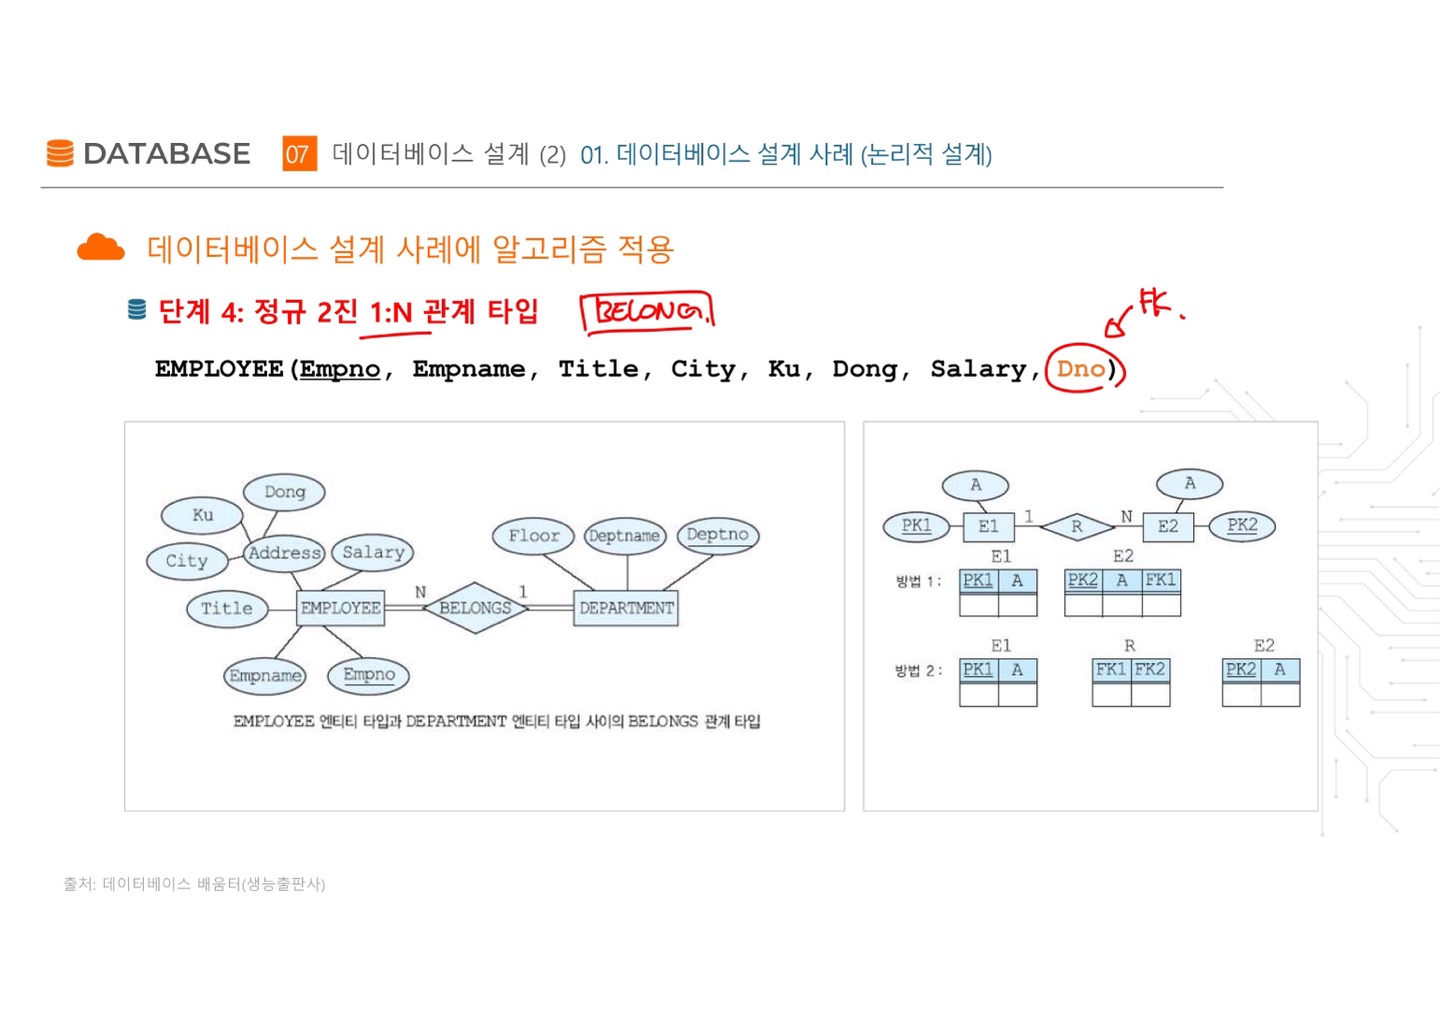 DATABASE 07 데이터베이스 설계 (2) 01. 데이터베이스 설계 사례 (논리적 설계)
데이터베이스 설계 사례에 알고리즘 적용
단계 4: 정규 2진 1:N 관계 타입 BELONG. FK.
EMPLOYEE(Empno, Empname, Title, City, Ku, Dong, Salary, Dno)
Dong
Ku
City
Address
Salary
Title
EMPLOYEE
Empname
Empno
N
BELONGS
1
Floor
Deptname
Deptno
DEPARTMENT
EMPLOYEE 엔티티 타입과 DEPARTMENT 엔티티 타입 사이의 BELONGS 관계 타입
A A
PK1 E1 1 R N E2 PK2
E1 E2
방법 1: PK1 A PK2 A FK1
E1 R E2
방법 2: PK1 A FK1 FK2 PK2 A
출처: 데이터베이스 배움터(생능출판사)